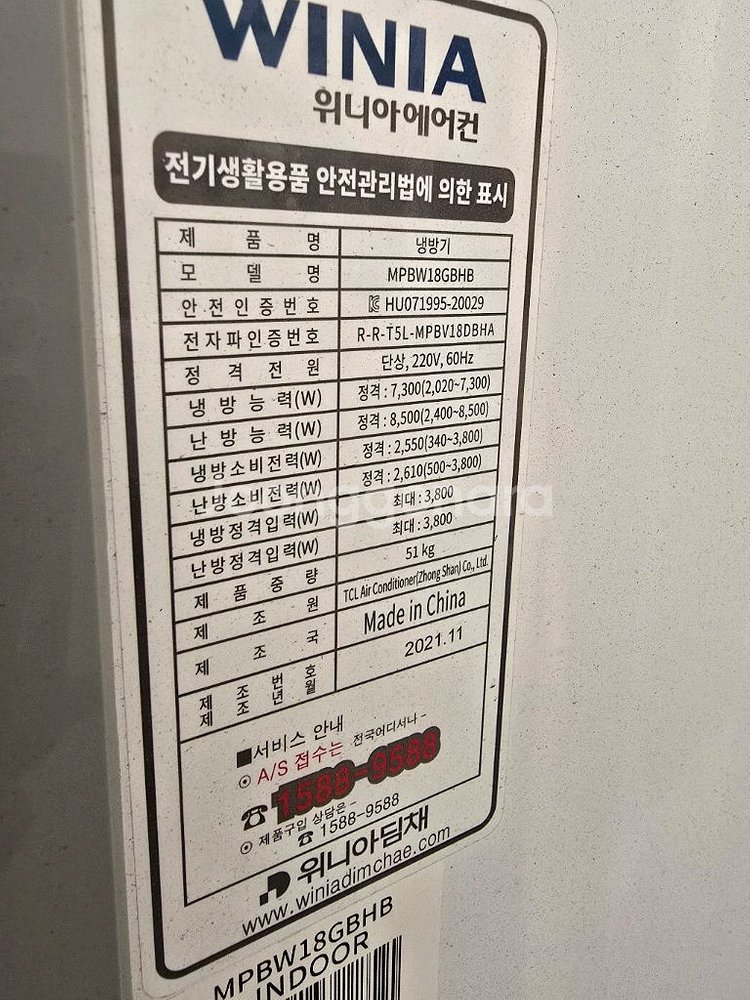 WINIA
위니아에어컨
전기생활용품 안전관리법에 의한 표시
제 품 명 냉방기
모 델 명 MPBW18GBHB
안전인증번호 HU071995-20029
전자파인증번호 R-R-T5L-MPBV18DBHA
정 격 전 원 단상, 220V, 60Hz
냉방능력(W) 정격 : 7,300(2,020~7,300)
난방능력(W) 정격 : 8,500(2,400~8,500)
냉방소비전력(W) 정격 : 2,550(340~3,800)
난방소비전력(W) 정격 : 2,610(500~3,800)
냉방정격입력(W) 최대 : 3,800
난방정격입력(W) 최대 : 3,800
제 품 중 량 51 kg
제 조 원 TCL Air Conditioner(Zhong Shan) Co., Ltd.
제 조 국 Made in China
제 조 번 호
제 조 년 월 2021.11
■서비스 안내
⊙ A/S 접수는 전국어디서나 -
☎1588-9588
⊙ 제품구입 상담은 -
☎ 1588-9588
위니아딤채
www.winiadimchae.com
MPBW18GBHB
INDOOR